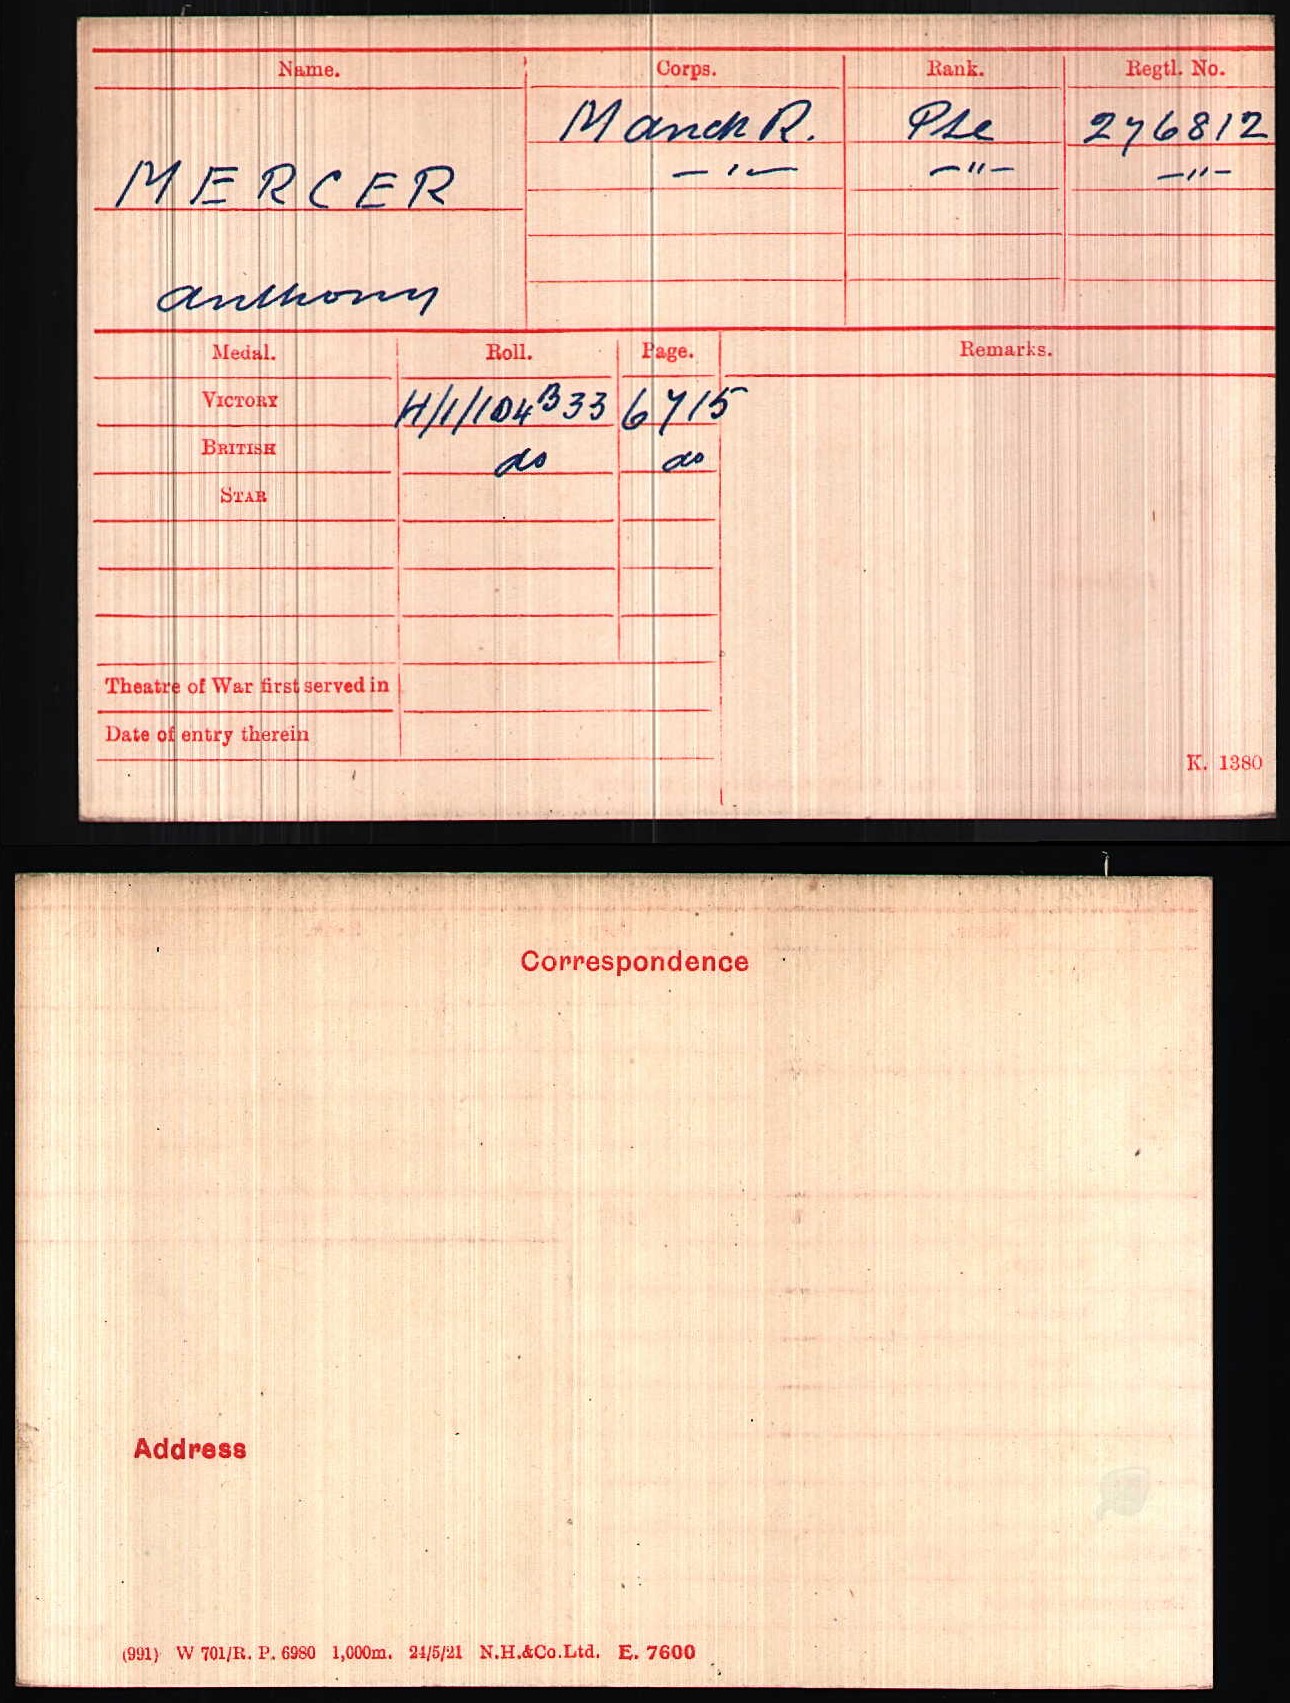 Name. Corps. Rank. Regtl. No.
Manch R. Pte 276812
MERCER —"— —"— —"—
Anthony
Medal. Roll. Page. Remarks.
VICTORY H/1/104B33 6715
BRITISH do do
STAR
Theatre of War first served in
Date of entry therein
K. 1380
Correspondence
Address
(991) W 701/R. P. 6980 1,000m. 24/5/21 N.H.&Co.Ltd. E. 7600